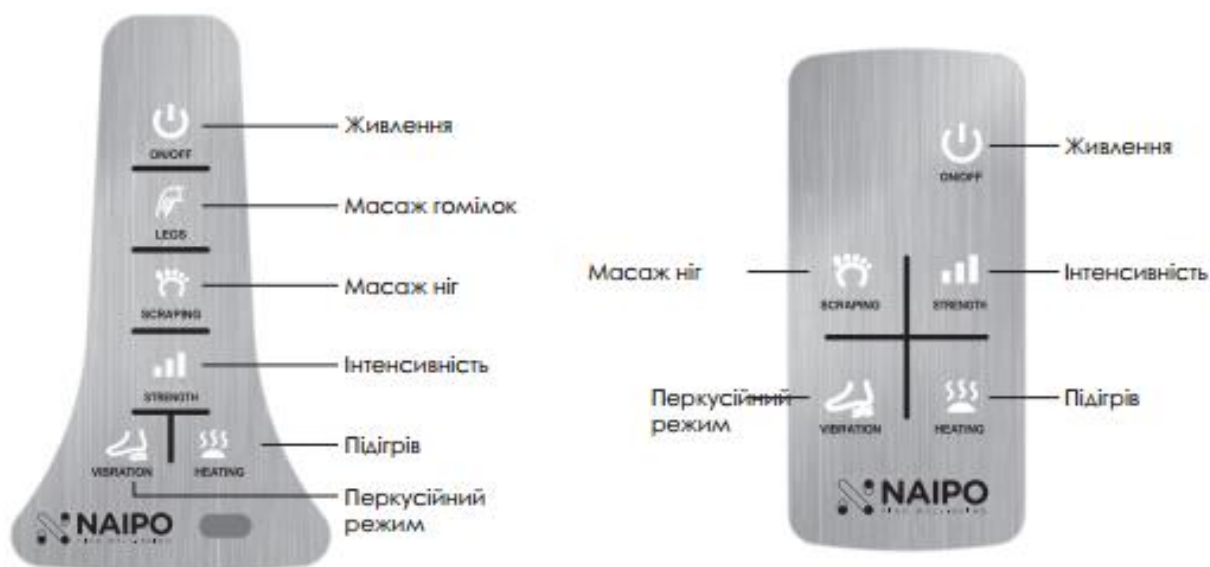 ON/OFF
Живлення
LEGS
Масаж гомілок
SCRAPING
Масаж ніг
STRENGTH
Інтенсивність
VIBRATION
HEATING
Підігрів
Перкусійний
режим
NAIPO
ON/OFF
Живлення
Масаж ніг
SCRAPING
STRENGTH
Інтенсивність
Перкусійний
режим
VIBRATION
HEATING
Підігрів
NAIPO